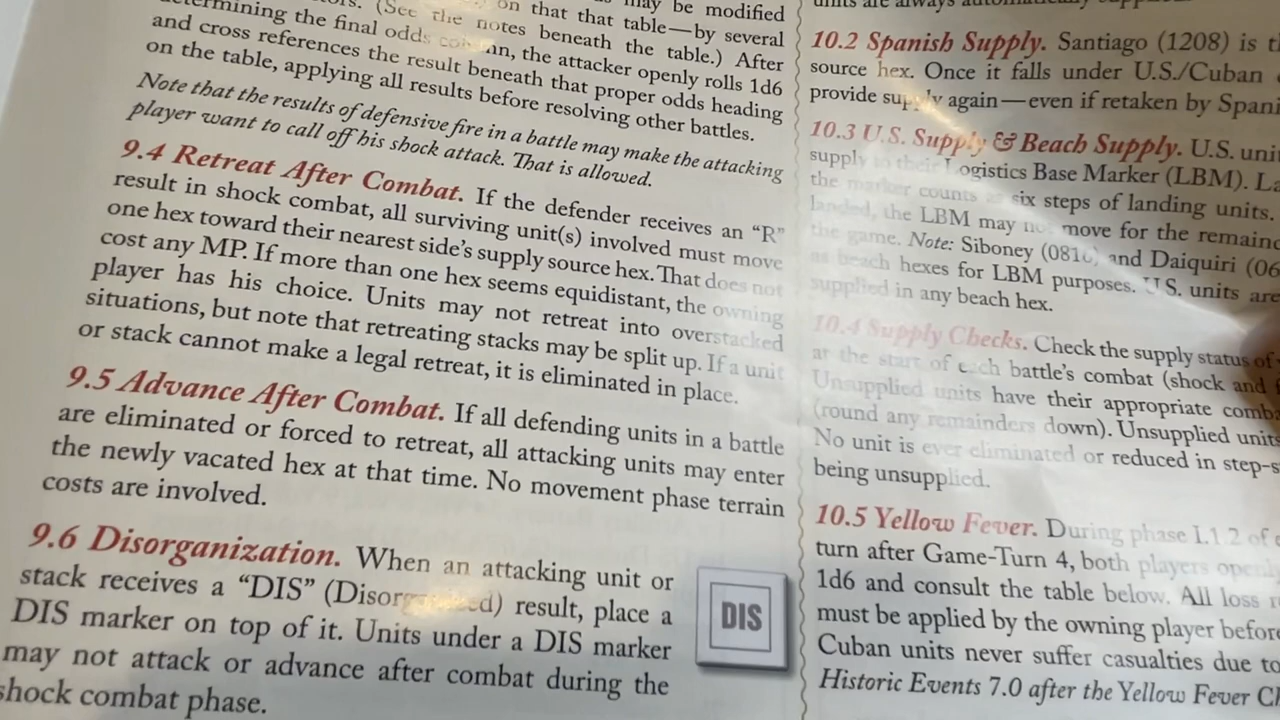 may be modified
on that that table—by several
(See the notes beneath the table.) After
determining the final odds the attacker openly rolls 1d6
and cross references the result beneath that proper odds heading
on the table, applying all results before resolving other battles.
Note that the results of defensive fire in a battle may make the attacking
player want to call off his shock attack. That is allowed.
9.4 Retreat After Combat. If the defender receives an “R”
result in shock combat, all surviving unit(s) involved must move
one hex toward their nearest side’s supply source hex. That does not
cost any MP. If more than one hex seems equidistant, the owning
player has his choice. Units may not retreat into overstacked
situations, but note that retreating stacks may be split up. If a unit
or stack cannot make a legal retreat, it is eliminated in place.
9.5 Advance After Combat. If all defending units in a battle
are eliminated or forced to retreat, all attacking units may enter
the newly vacated hex at that time. No movement phase terrain
costs are involved.
9.6 Disorganization. When an attacking unit or
stack receives a “DIS” (Disorganized) result, place a
DIS marker on top of it. Units under a DIS marker
may not attack or advance after combat during the
shock combat phase.
DIS
units are always automatically
10.2 Spanish Supply. Santiago (1208) is
source hex. Once it falls under U.S./Cuban
provide supply again—even if retaken by
10.3 U.S. Supply & Beach Supply. U.S.
supply to their Logistics Base Marker (LBM).
the marker counts as six steps of landing units.
landed, the LBM may not move for the
the game. Note: Siboney and Daiquiri
as beach hexes for LBM purposes. U.S. units are
supplied in any beach hex.
10.4 Supply Checks. Check the supply status of
at the start of each battle’s combat (shock and
Unsupplied units have their appropriate
(round any remainders down). Unsupplied units
No unit is ever eliminated or reduced in
being unsupplied.
10.5 Yellow Fever. During phase I.1.2 of
turn after Game-Turn 4, both players
1d6 and consult the table below. All loss
must be applied by the owning player
Cuban units never suffer casualties due to
Historic Events 7.0 after the Yellow Fever